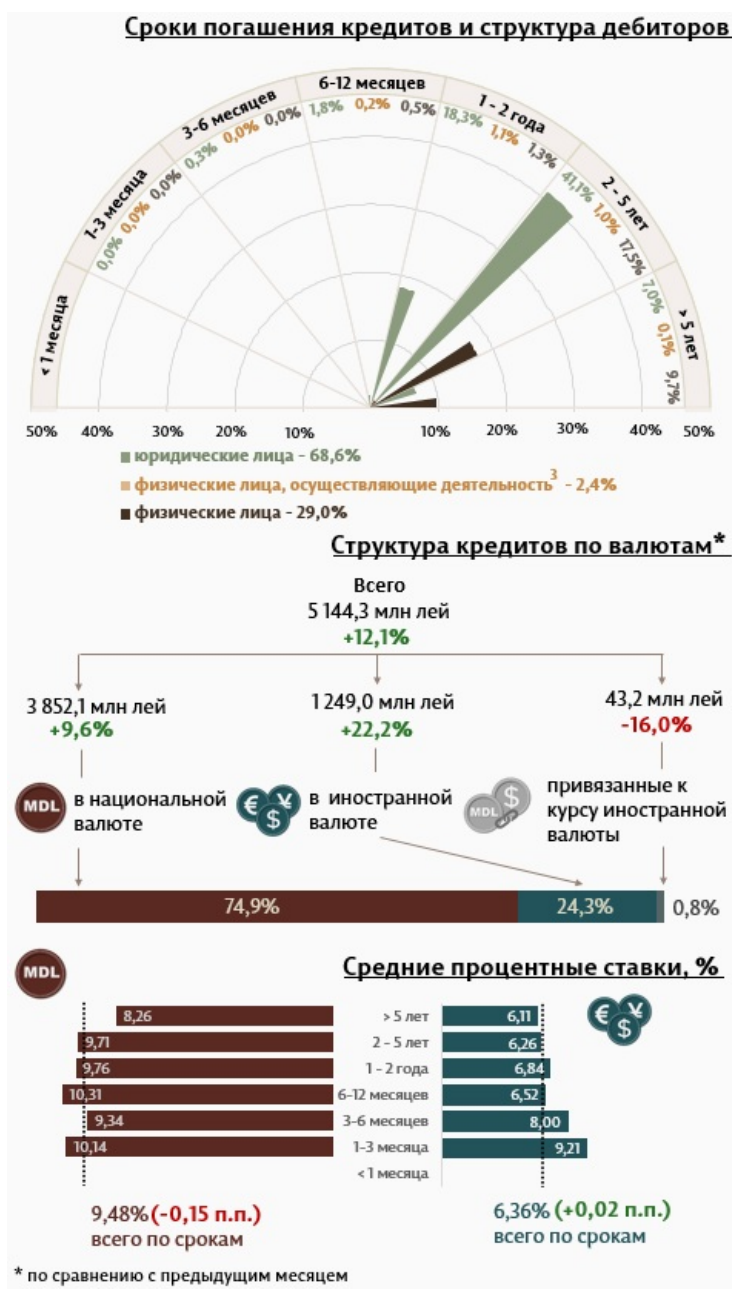 Сроки погашения кредитов и структура дебиторов
< 1 месяца
1-3 месяца
3-6 месяцев
6-12 месяцев
1 - 2 года
2 - 5 лет
> 5 лет
0,0% 0,0% 0,0%
0,3% 0,0% 0,0%
1,8% 0,2% 0,5%
18,3% 1,1% 1,3%
41,1% 1,0% 17,5%
7,0% 0,1% 9,7%
50% 40% 30% 20% 10% 10% 20% 30% 40% 50%
юридические лица - 68,6%
физические лица, осуществляющие деятельность3 - 2,4%
физические лица - 29,0%
Структура кредитов по валютам*
Всего
5 144,3 млн лей
+12,1%
3 852,1 млн лей
+9,6%
1 249,0 млн лей
+22,2%
43,2 млн лей
-16,0%
MDL
в национальной
валюте
€ ¥ $
в иностранной
валюте
MDL $
привязанные к
курсу иностранной
валюты
74,9% 24,3% 0,8%
MDL
Средние процентные ставки, %
€ ¥ $
8,26 > 5 лет 6,11
9,71 2 - 5 лет 6,26
9,76 1 - 2 года 6,84
10,31 6-12 месяцев 6,52
9,34 3-6 месяцев 8,00
10,14 1-3 месяца 9,21
< 1 месяца
9,48% (-0,15 п.п.)
всего по срокам
6,36% (+0,02 п.п.)
всего по срокам
* по сравнению с предыдущим месяцем